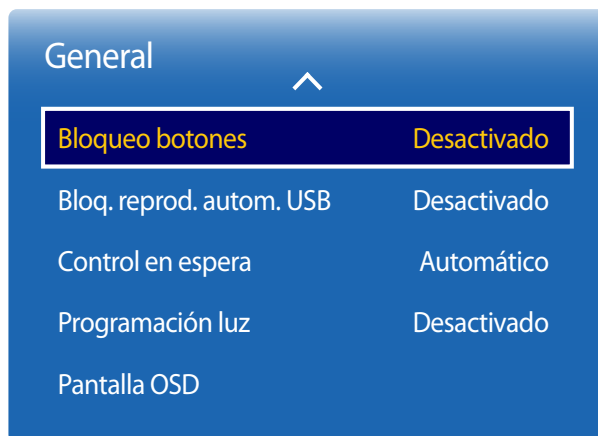 General
Bloqueo botones Desactivado
Bloq. reprod. autom. USB Desactivado
Control en espera Automático
Programación luz Desactivado
Pantalla OSD